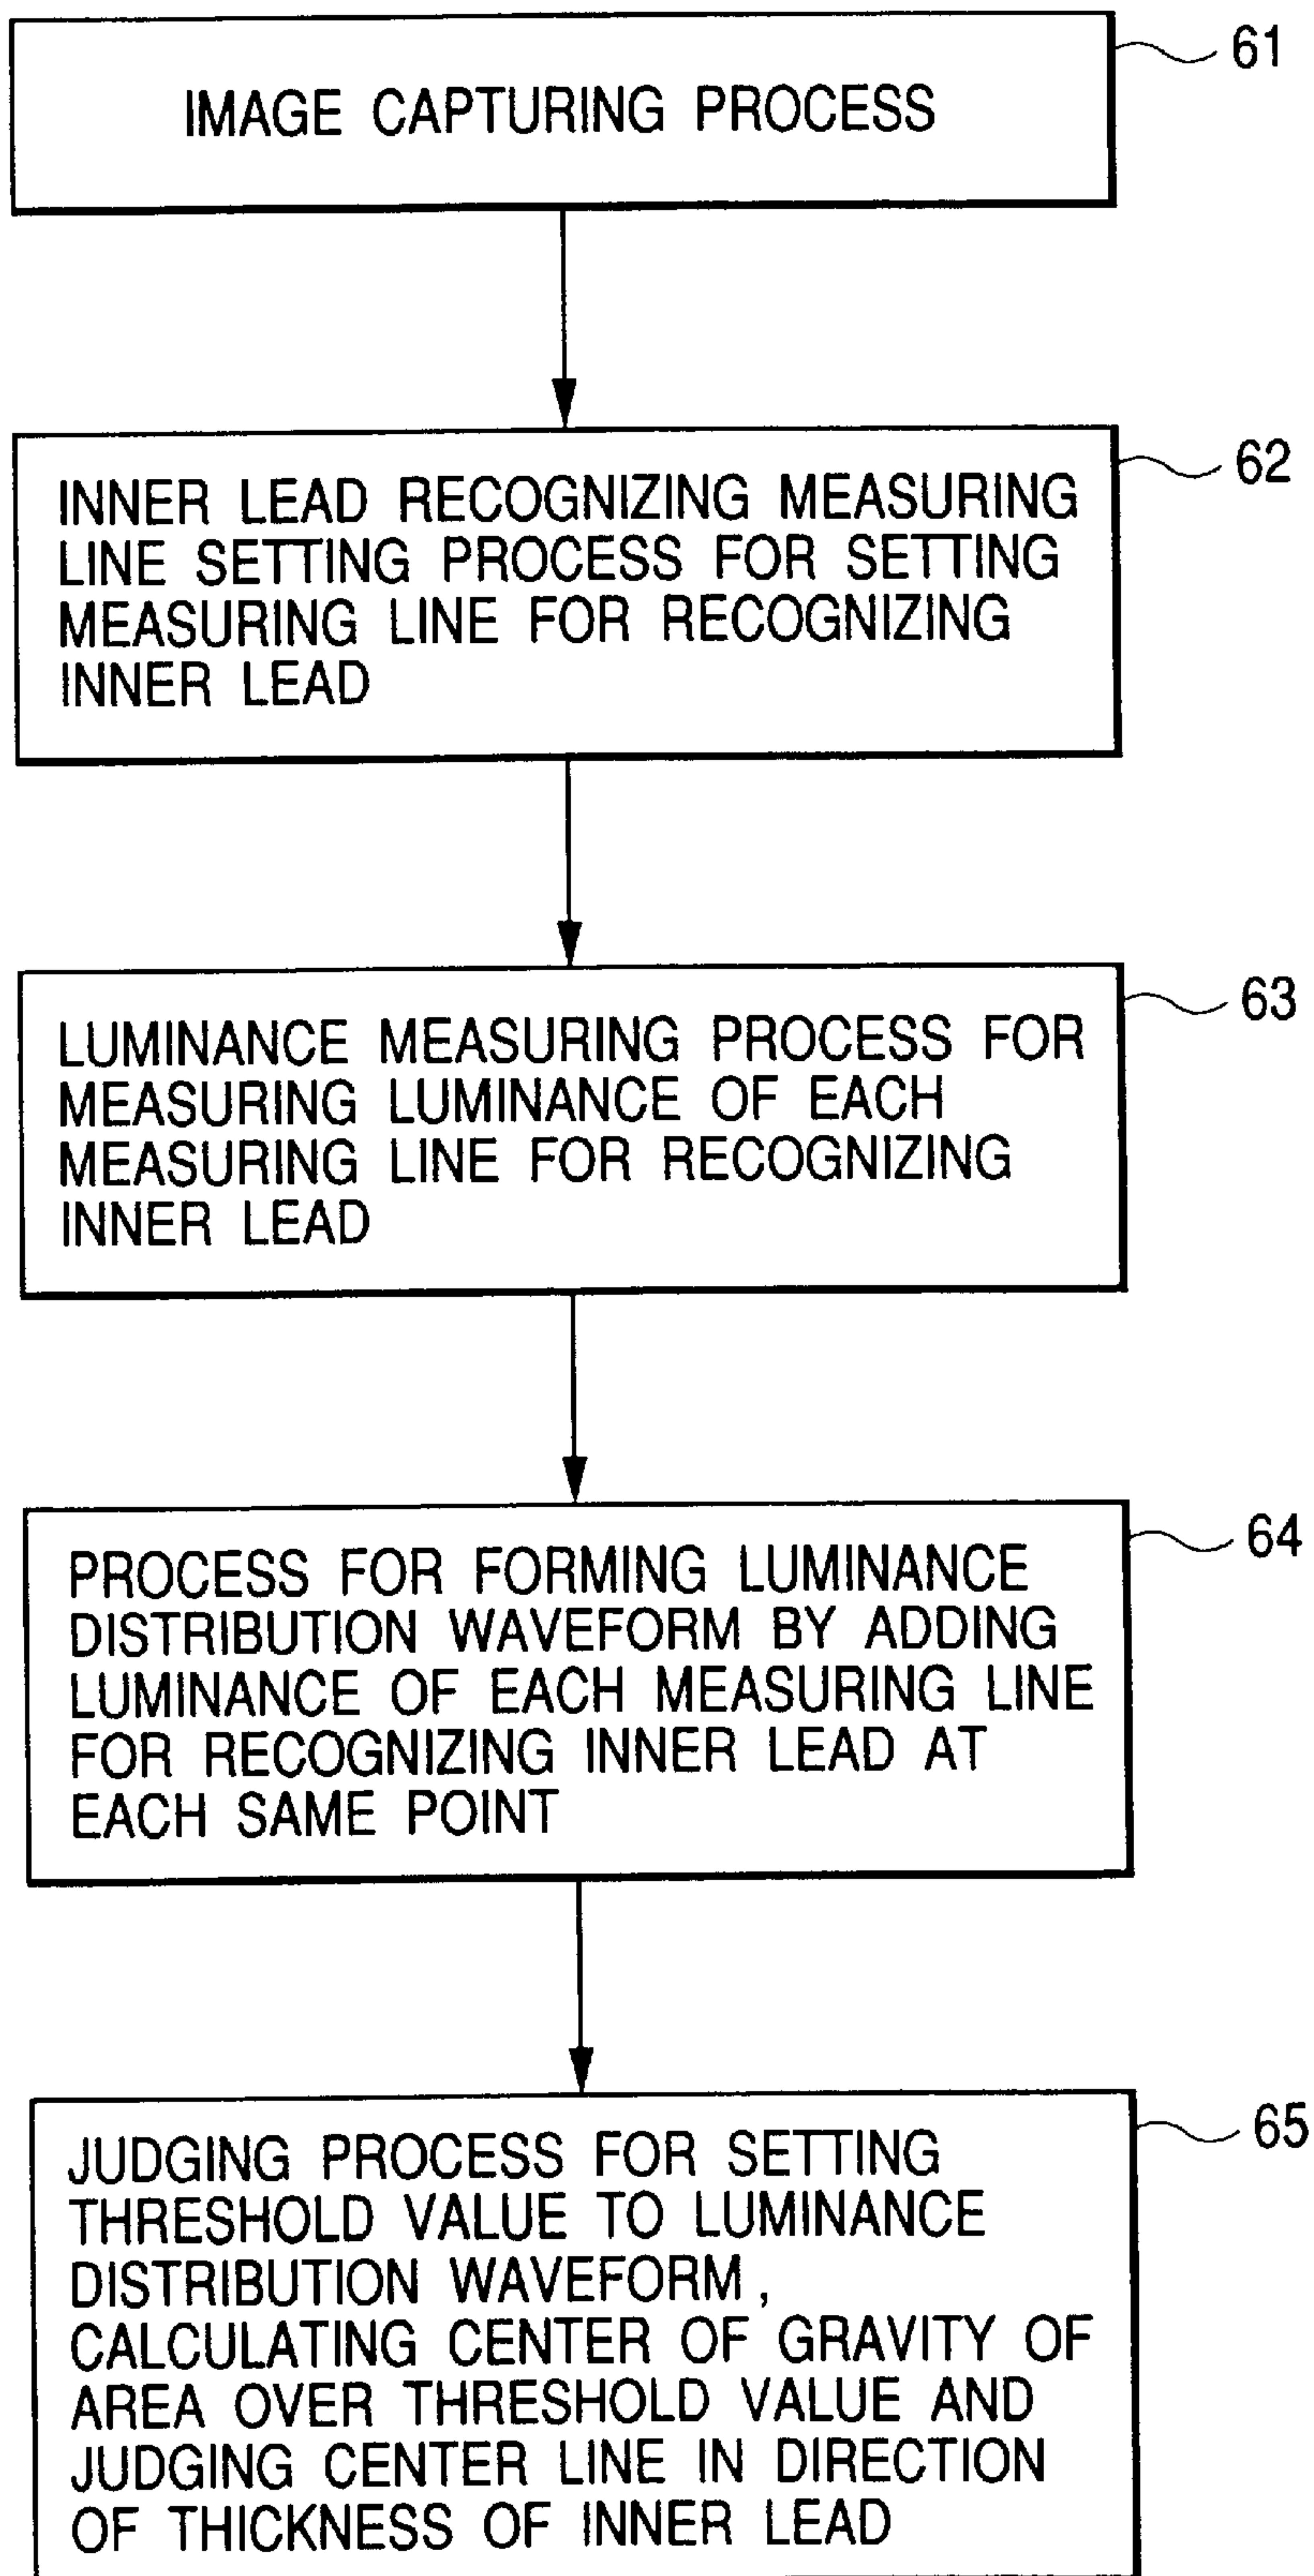 61
IMAGE CAPTURING PROCESS
62
INNER LEAD RECOGNIZING MEASURING
LINE SETTING PROCESS FOR SETTING
MEASURING LINE FOR RECOGNIZING
INNER LEAD
63
LUMINANCE MEASURING PROCESS FOR
MEASURING LUMINANCE OF EACH
MEASURING LINE FOR RECOGNIZING
INNER LEAD
64
PROCESS FOR FORMING LUMINANCE
DISTRIBUTION WAVEFORM BY ADDING
LUMINANCE OF EACH MEASURING LINE
FOR RECOGNIZING INNER LEAD AT
EACH SAME POINT
65
JUDGING PROCESS FOR SETTING
THRESHOLD VALUE TO LUMINANCE
DISTRIBUTION WAVEFORM,
CALCULATING CENTER OF GRAVITY OF
AREA OVER THRESHOLD VALUE AND
JUDGING CENTER LINE IN DIRECTION
OF THICKNESS OF INNER LEAD